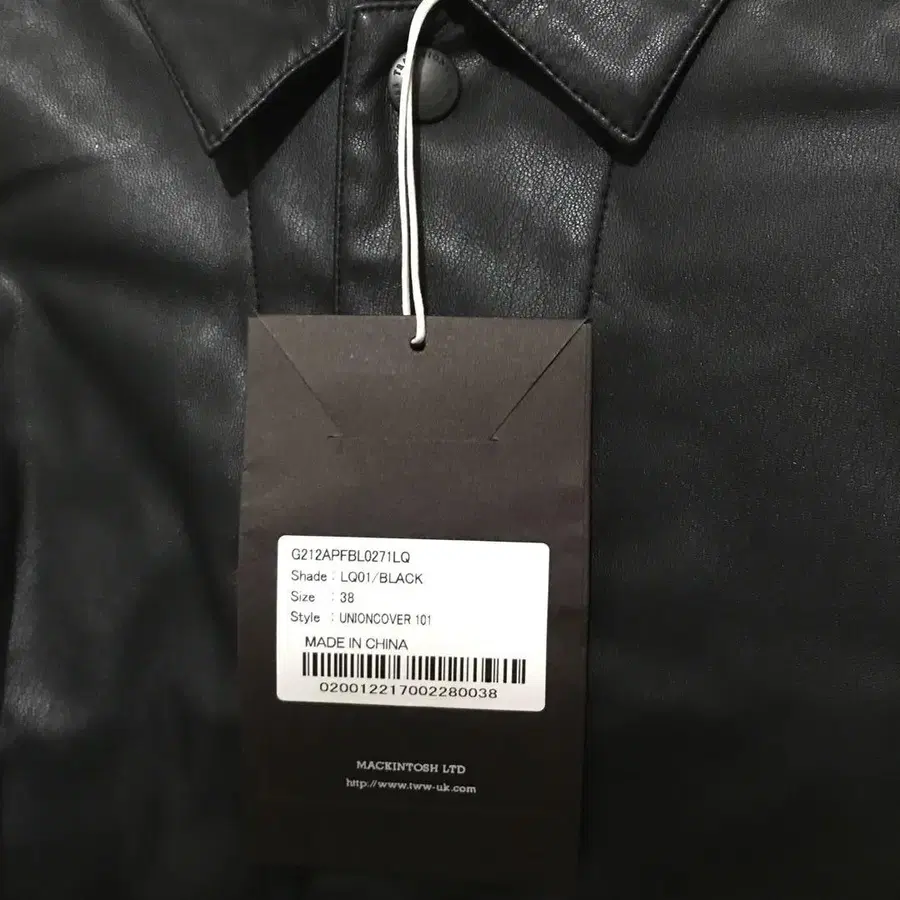 G212APFBL0271LQ
Shade : LQ01/BLACK
Size : 38
Style : UNIONCOVER 101
MADE IN CHINA
020012217002280038
MACKINTOSH LTD
http://www.tww-uk.com